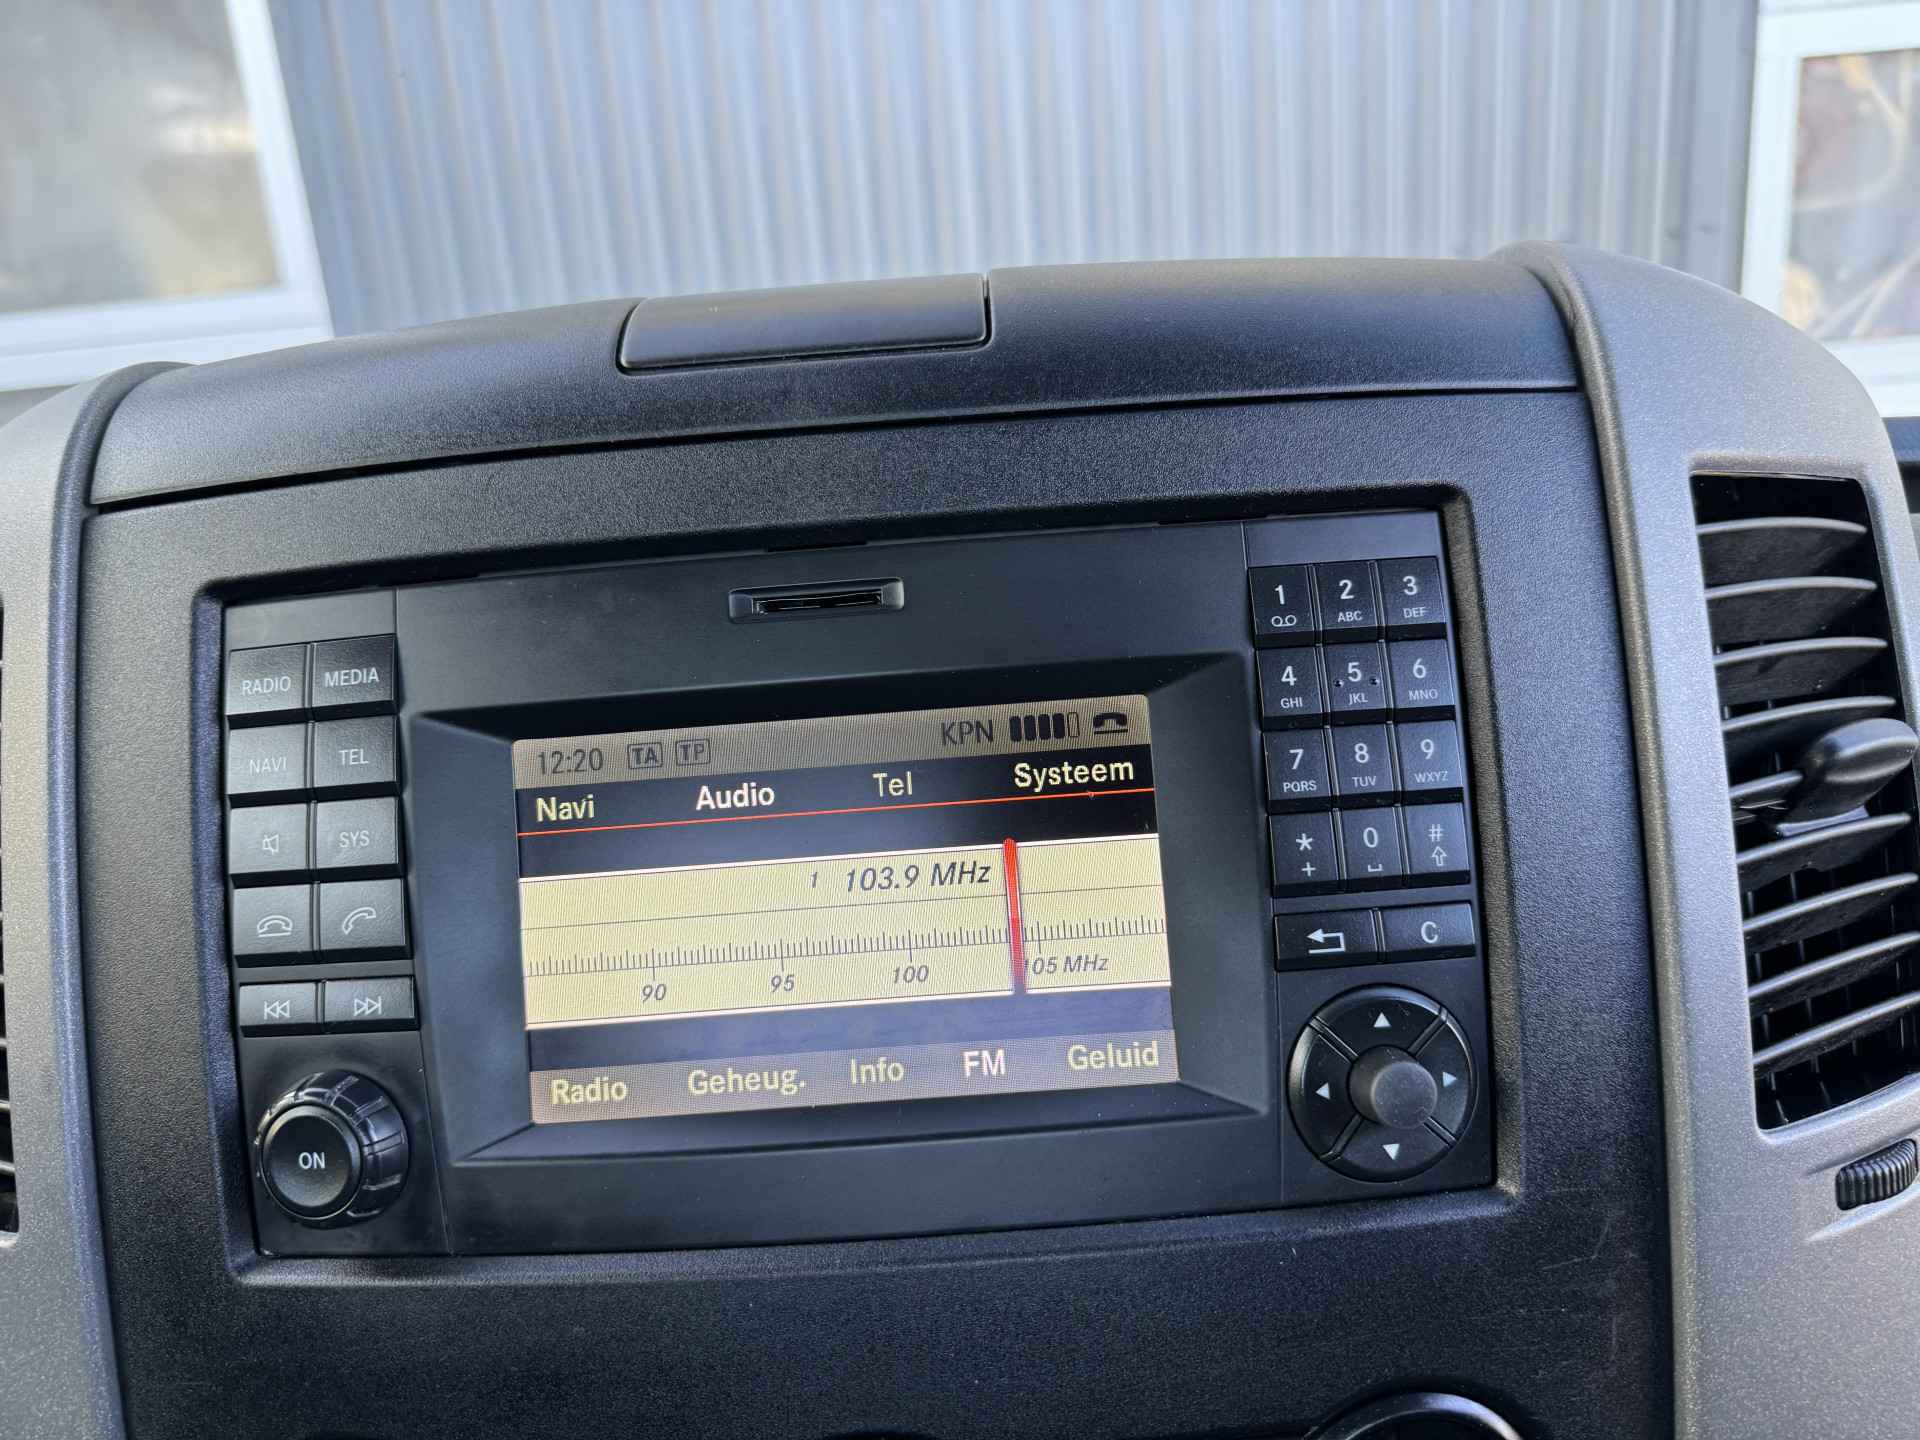 RADIO MEDIA
NAVI TEL
SYS
ON
12:20 TA TP KPN
Navi Audio Tel Systeem
1 103.9 MHz
90 95 100 105 MHz
Radio Geheug. Info FM Geluid
1 2 3
ABC DEF
4 5 6
GHI JKL MNO
7 8 9
PQRS TUV WXYZ
* 0 #
+
C